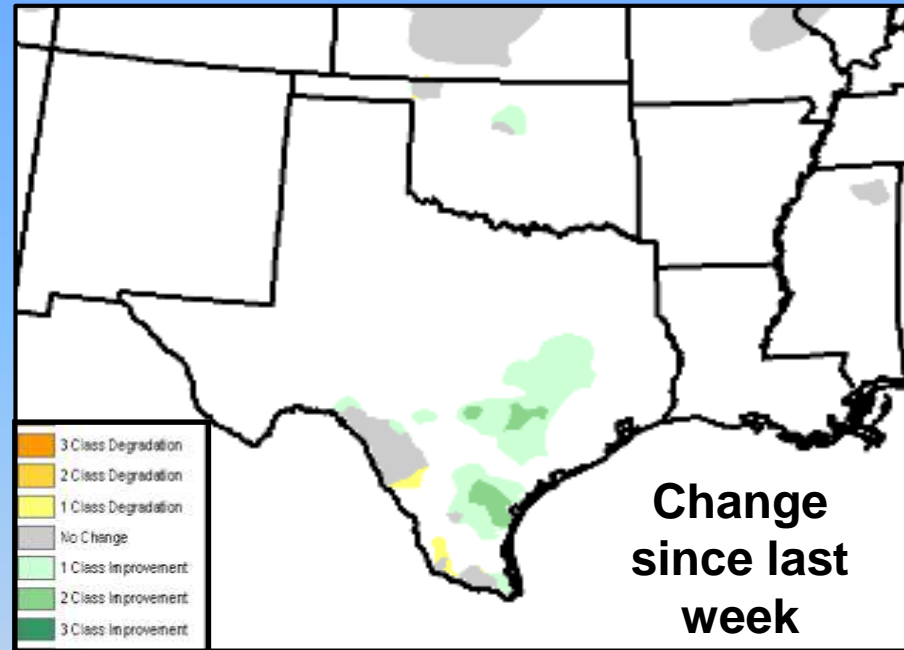 3 Class Degradation
2 Class Degradation
1 Class Degradation
No Change
1 Class Improvement
2 Class Improvement
3 Class Improvement
Change
since last
week